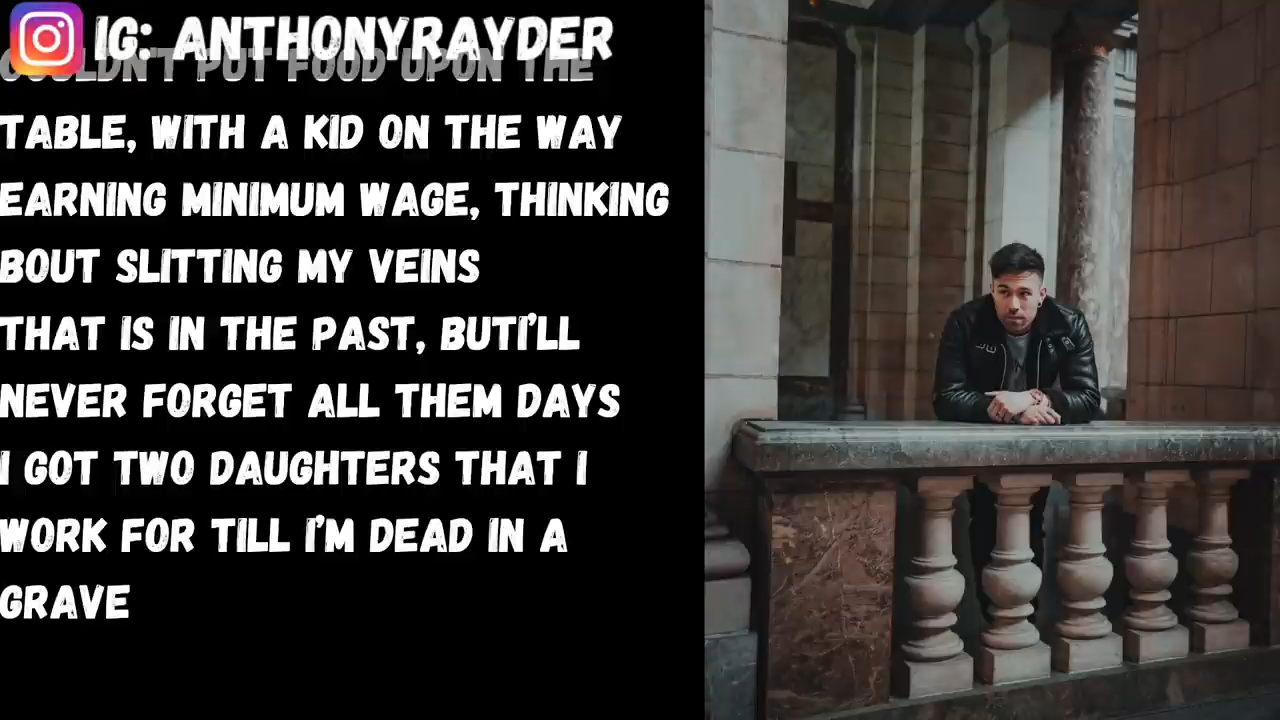 IG: ANTHONYRAYDER
COULDN'T PUT FOOD UPON THE
TABLE, WITH A KID ON THE WAY
EARNING MINIMUM WAGE, THINKING
BOUT SLITTING MY VEINS
THAT IS IN THE PAST, BUTI'LL
NEVER FORGET ALL THEM DAYS
I GOT TWO DAUGHTERS THAT I
WORK FOR TILL I'M DEAD IN A
GRAVE